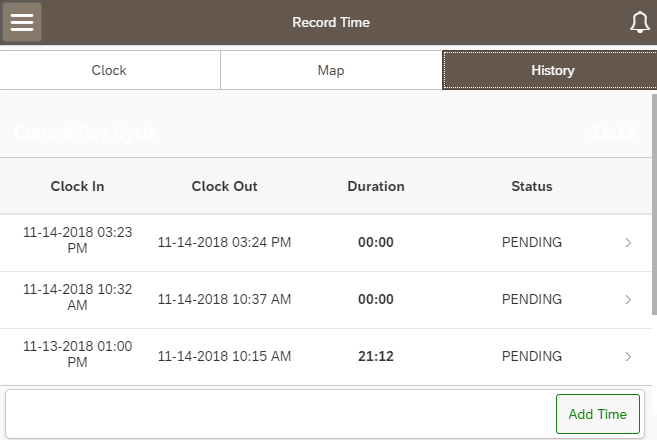 Record Time
Clock Map History
Current Pay Cycle 21:12
Clock In Clock Out Duration Status
11-14-2018 03:23 PM 11-14-2018 03:24 PM 00:00 PENDING
11-14-2018 10:32 AM 11-14-2018 10:37 AM 00:00 PENDING
11-13-2018 01:00 PM 11-14-2018 10:15 AM 21:12 PENDING
Add Time